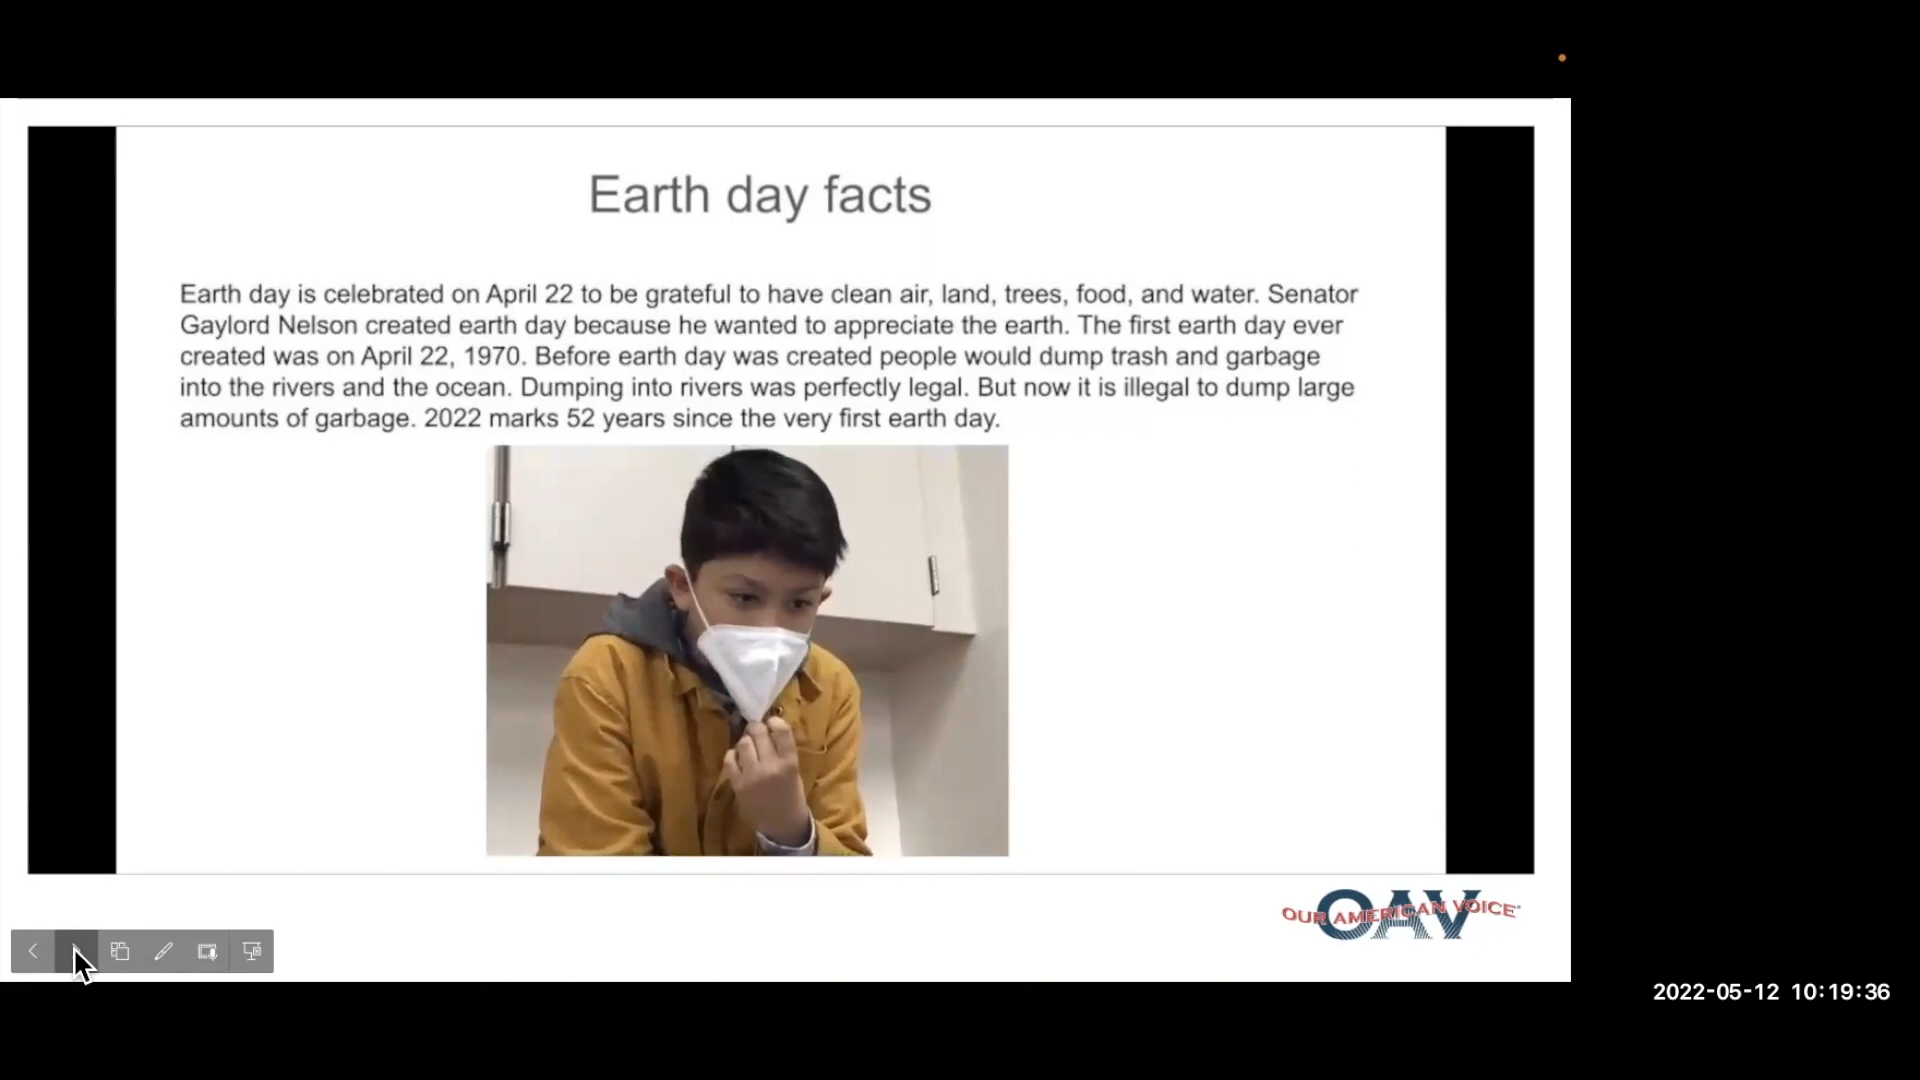 Earth day facts
Earth day is celebrated on April 22 to be grateful to have clean air, land, trees, food, and water. Senator
Gaylord Nelson created earth day because he wanted to appreciate the earth. The first earth day ever
created was on April 22, 1970. Before earth day was created people would dump trash and garbage
into the rivers and the ocean. Dumping into rivers was perfectly legal. But now it is illegal to dump large
amounts of garbage. 2022 marks 52 years since the very first earth day.
OAV
OUR AMERICAN VOICE
2022-05-12 10:19:36